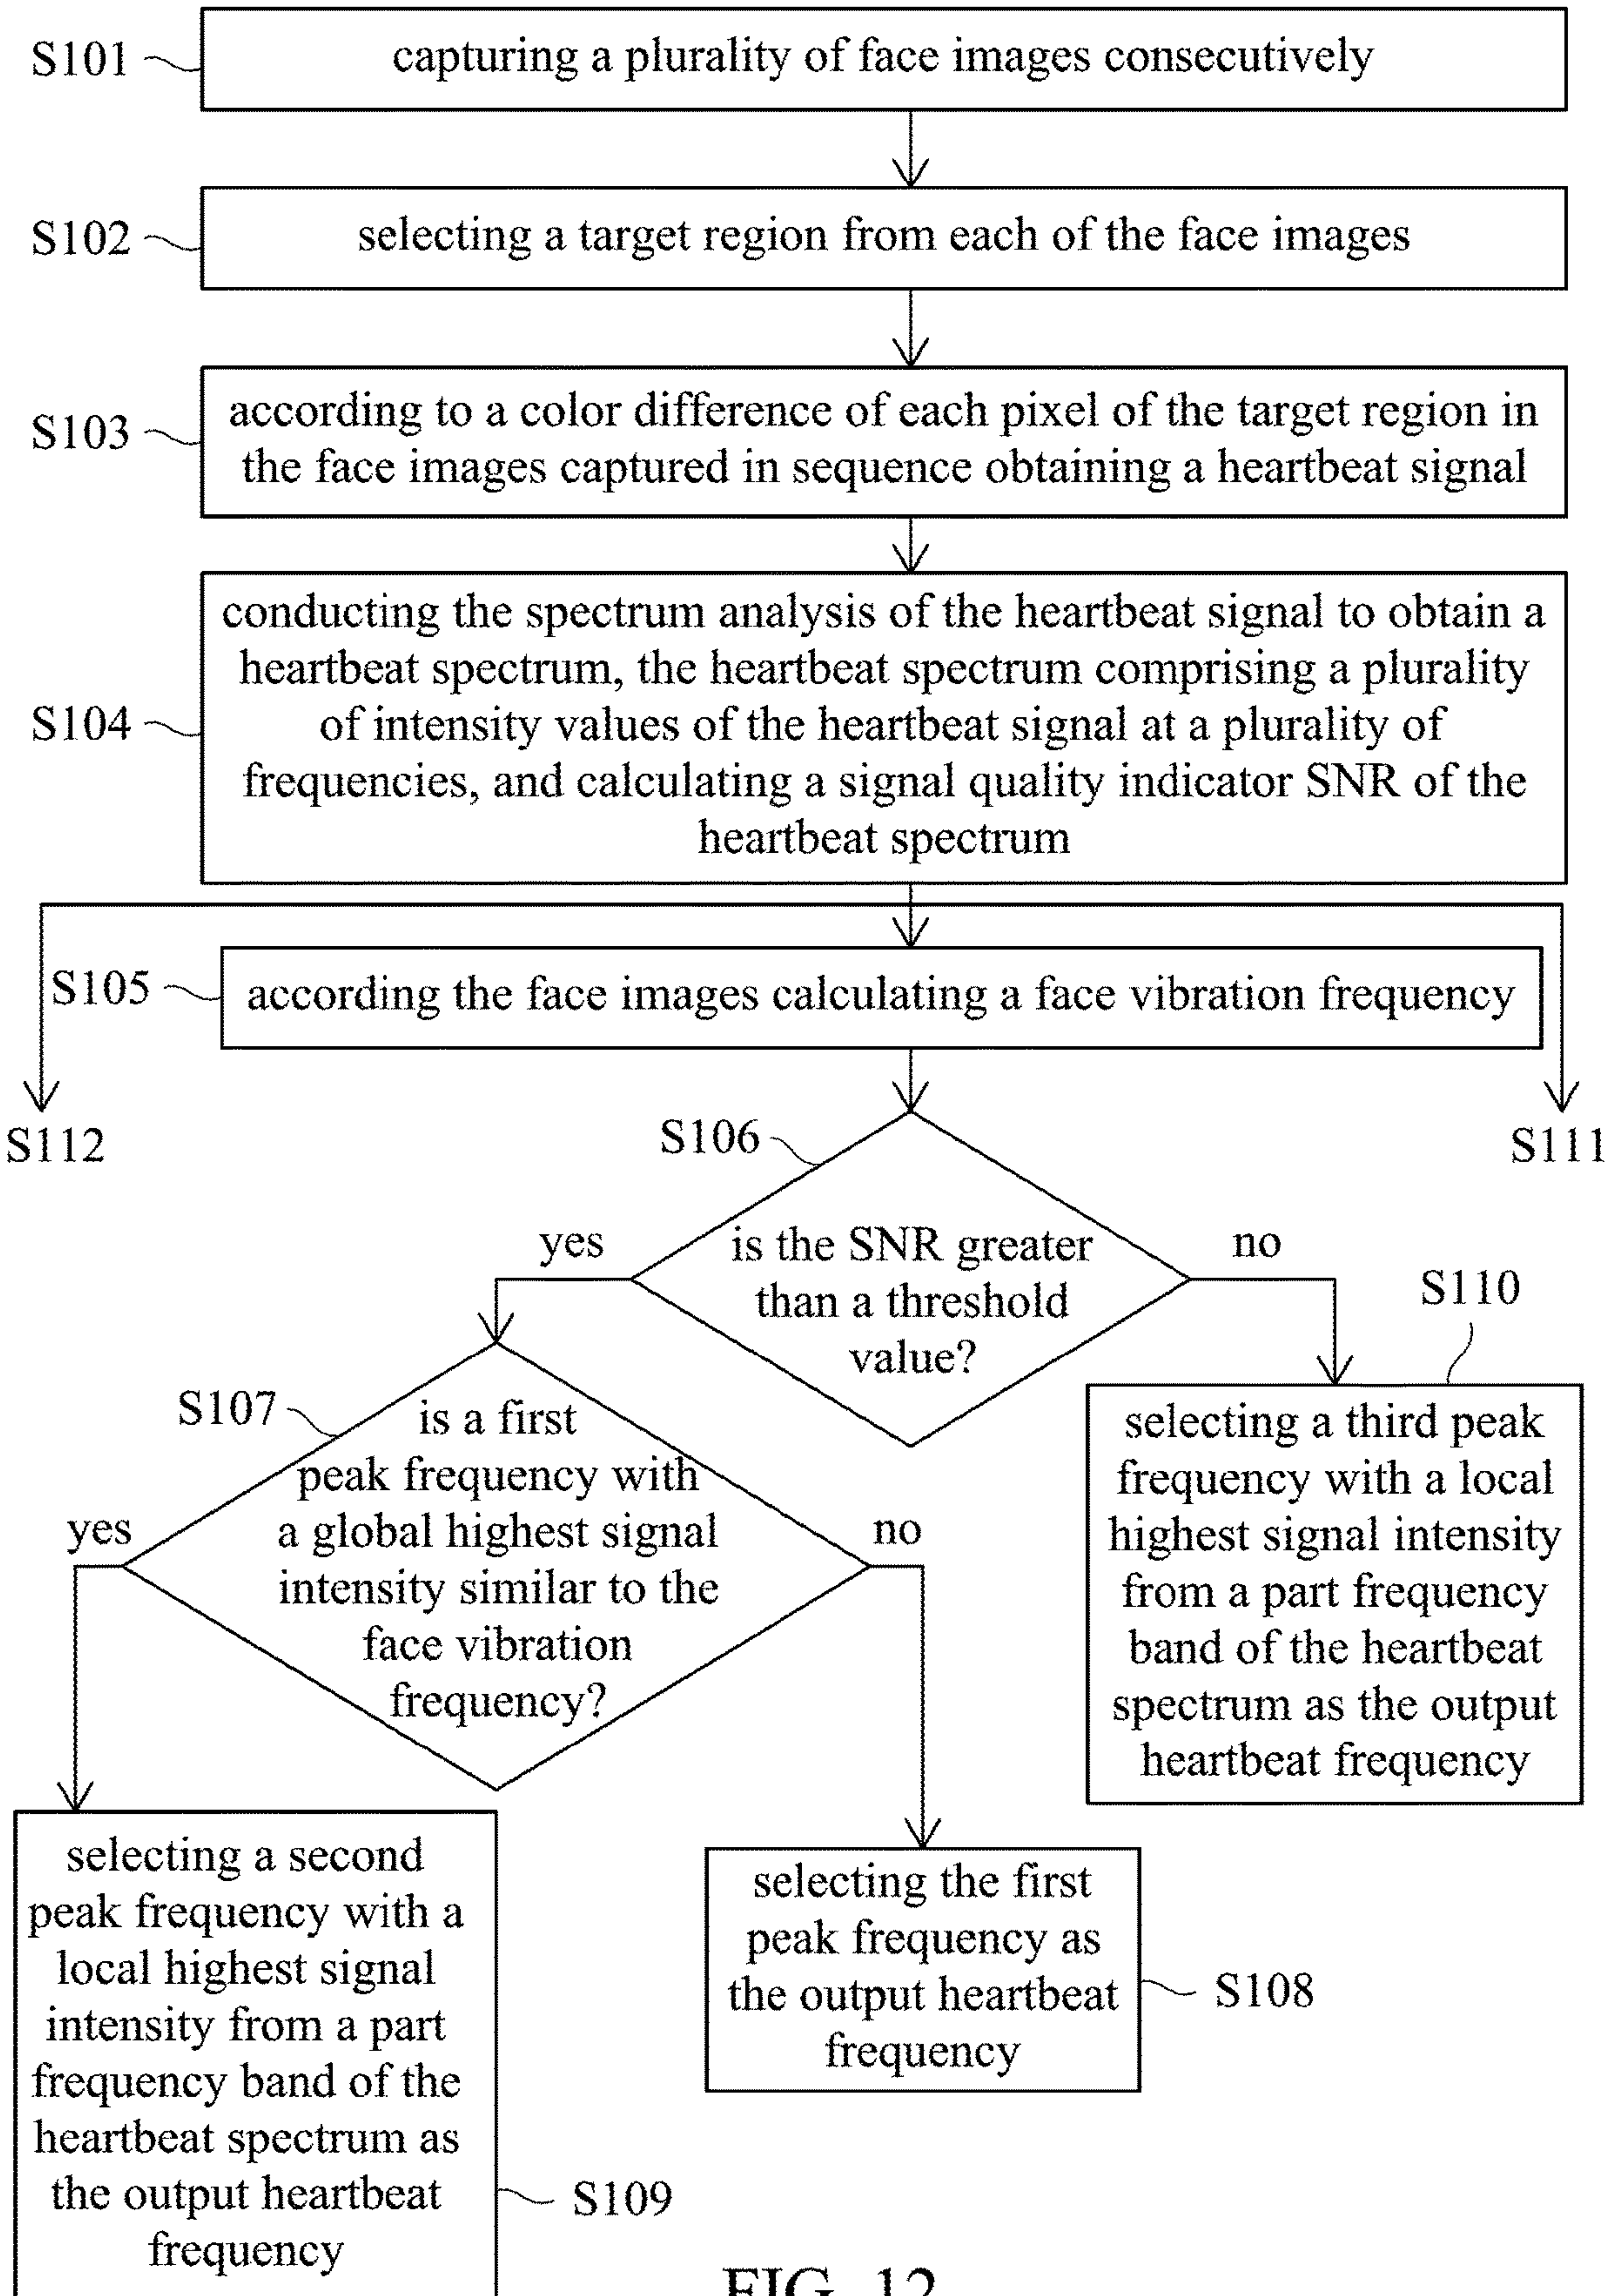 S101
capturing a plurality of face images consecutively
S102
selecting a target region from each of the face images
S103
according to a color difference of each pixel of the target region in
the face images captured in sequence obtaining a heartbeat signal
S104
conducting the spectrum analysis of the heartbeat signal to obtain a
heartbeat spectrum, the heartbeat spectrum comprising a plurality
of intensity values of the heartbeat signal at a plurality of
frequencies, and calculating a signal quality indicator SNR of the
heartbeat spectrum
S105
according the face images calculating a face vibration frequency
S112
S111
S106
is the SNR greater
than a threshold
value?
yes
no
S110
selecting a third peak
frequency with a local
highest signal intensity
from a part frequency
band of the heartbeat
spectrum as the output
heartbeat frequency
S107
is a first
peak frequency with
a global highest signal
intensity similar to the
face vibration
frequency?
yes
no
selecting a second
peak frequency with a
local highest signal
intensity from a part
frequency band of the
heartbeat spectrum as
the output heartbeat
frequency
S109
selecting the first
peak frequency as
the output heartbeat
frequency
S108
FIG. 12